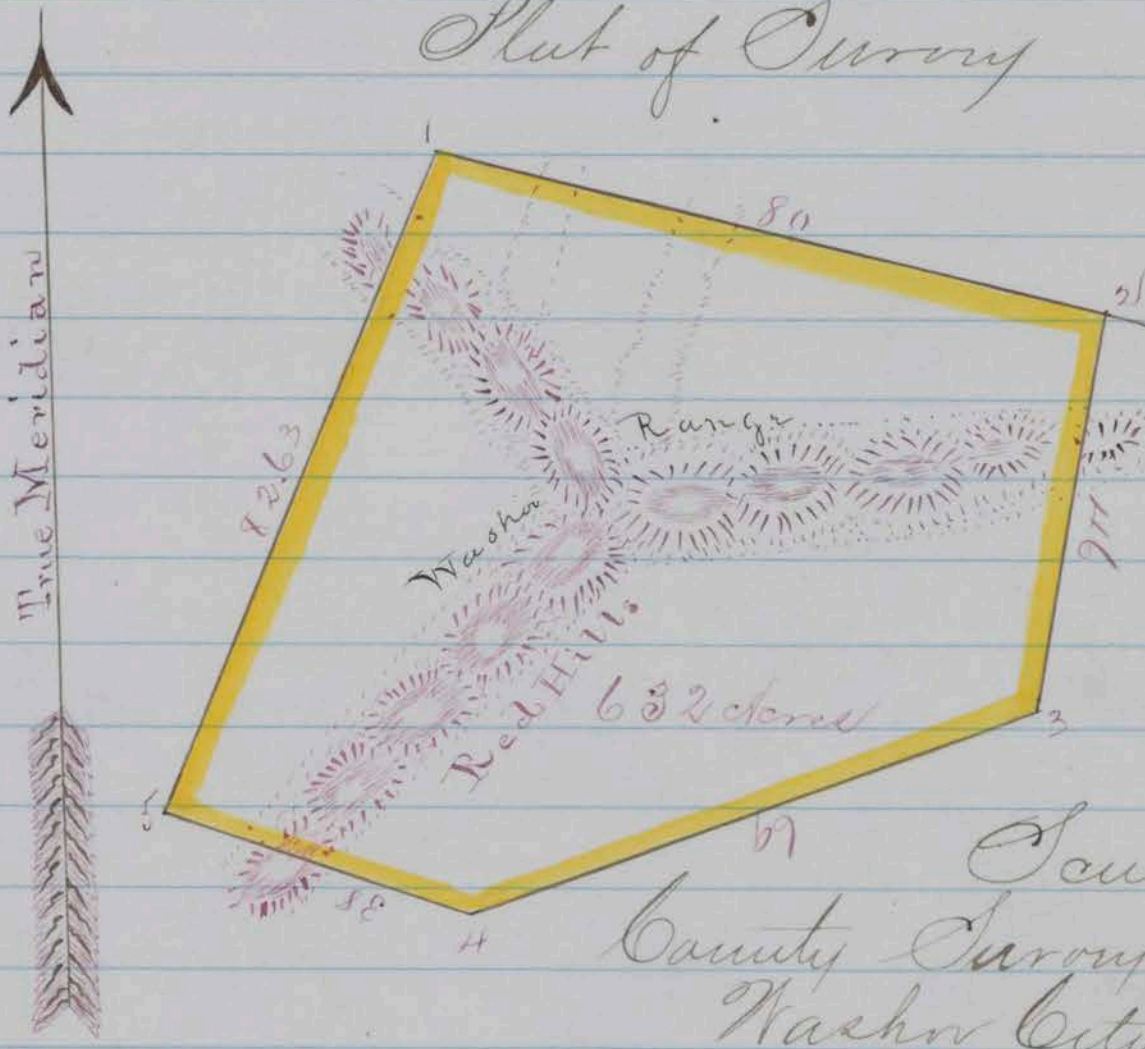 Plat of Survey
True Meridian
1
80
2
Range
Washoe
82.63
Red Hills
632 Acres
3
69
5
38
4
County Survey
Washoe City